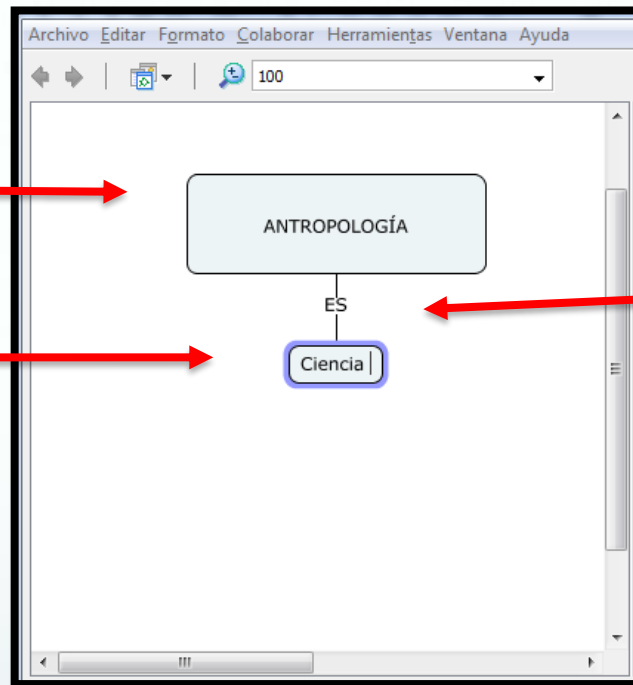 Archivo Editar Formato Colaborar Herramientas Ventana Ayuda
100
ANTROPOLOGÍA
ES
Ciencia